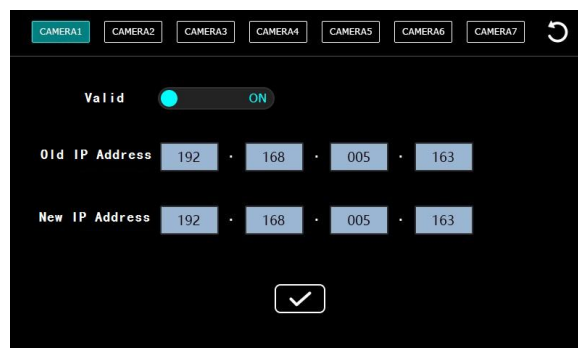 CAMERA1 CAMERA2 CAMERA3 CAMERA4 CAMERA5 CAMERA6 CAMERA7
Valid ON
Old IP Address 192 . 168 . 005 . 163
New IP Address 192 . 168 . 005 . 163